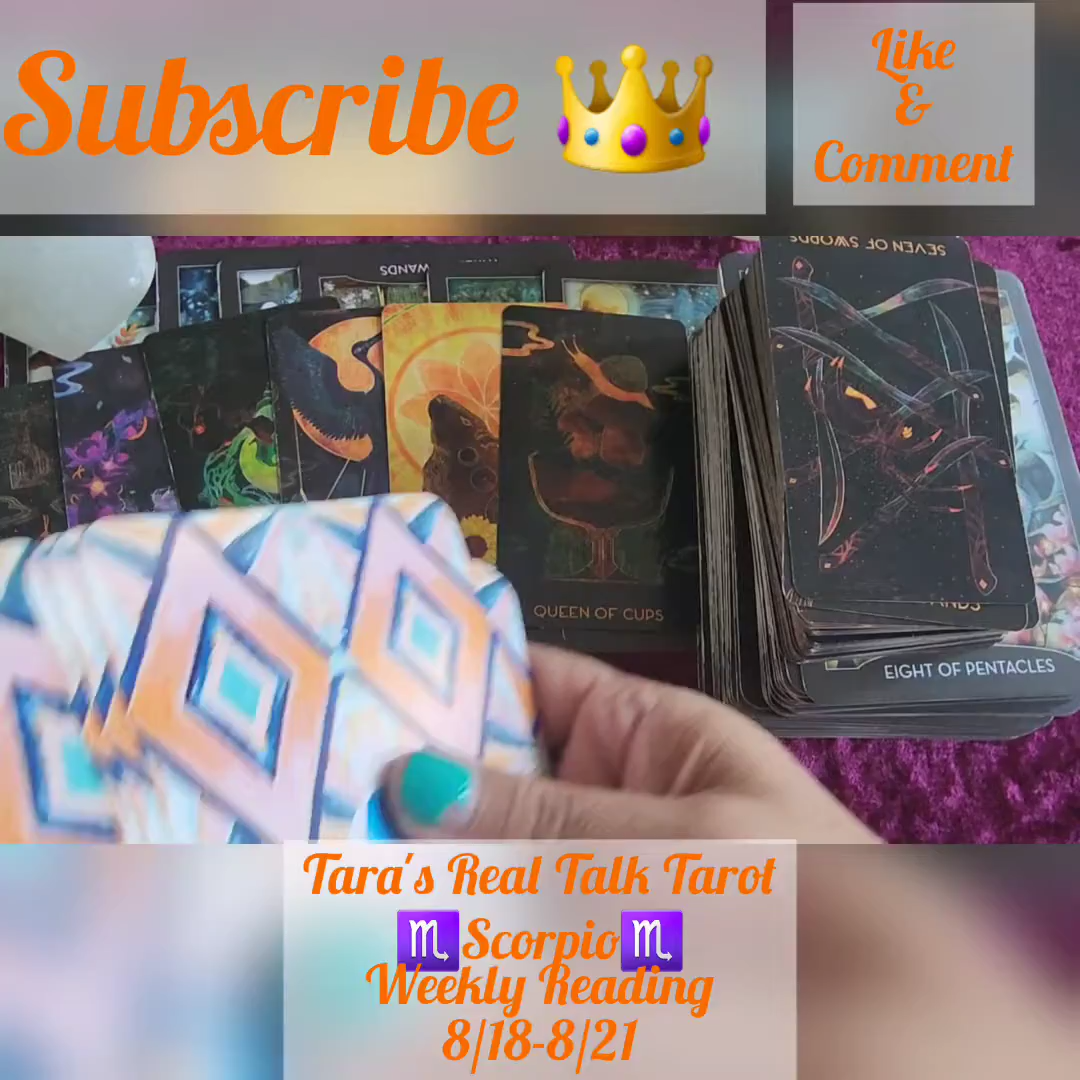 Subscribe
Like
&
Comment
WANDS
SEVEN OF SWORDS
QUEEN OF CUPS
EIGHT OF PENTACLES
Tara's Real Talk Tarot
♏Scorpio♏
Weekly Reading
8/18-8/21